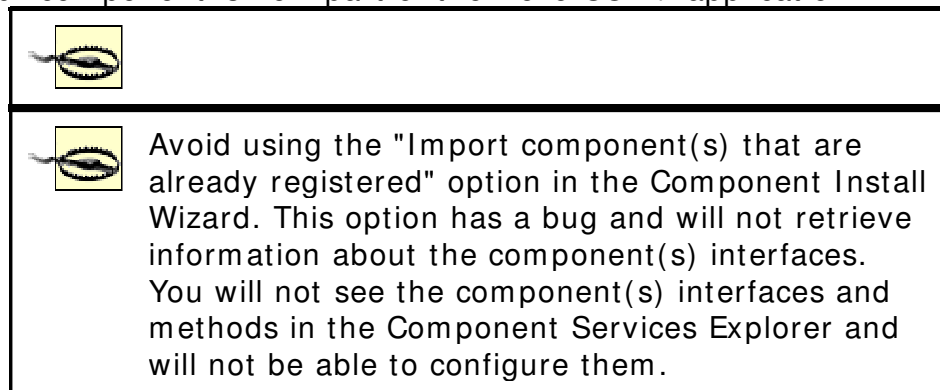 Avoid using the "Import component(s) that are
already registered" option in the Component Install
Wizard. This option has a bug and will not retrieve
information about the component(s) interfaces.
You will not see the component(s) interfaces and
methods in the Component Services Explorer and
will not be able to configure them.